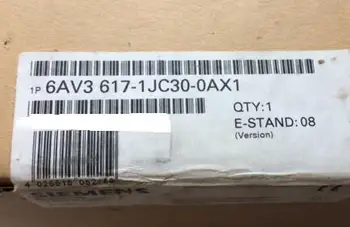 1P 6AV3 617-1JC30-0AX1
QTY:1
E-STAND: 08
(Version)
SIEMENS